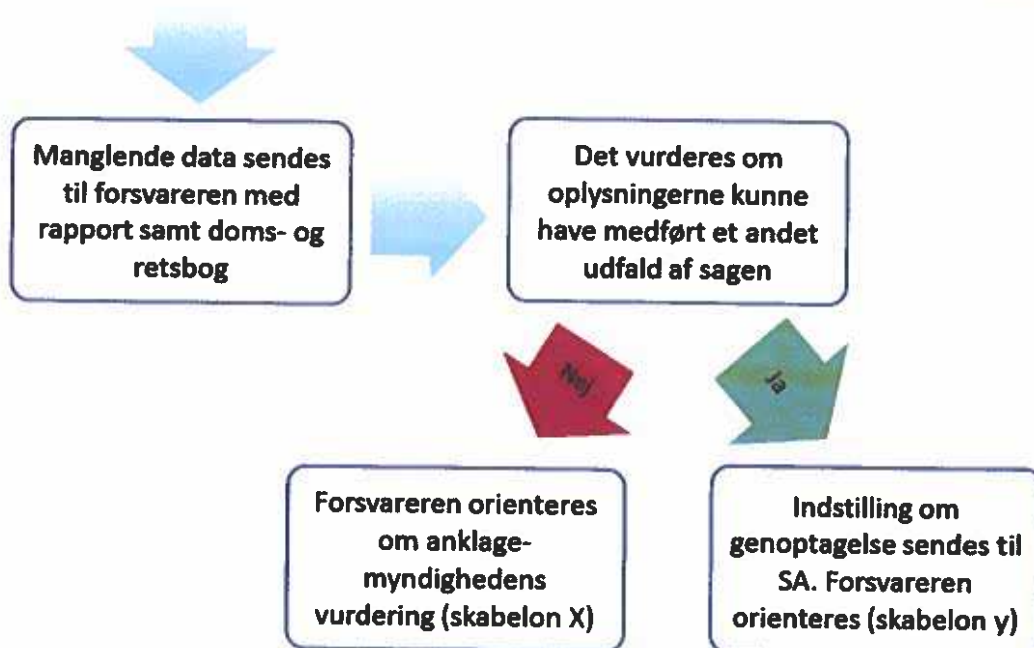 Manglende data sendes
til forsvareren med
rapport samt doms- og
retsbog
Det vurderes om
oplysningerne kunne
have medført et andet
udfald af sagen
Nej
Ja
Forsvareren orienteres
om anklage-
myndighedens
vurdering (skabelon X)
Indstilling om
genoptagelse sendes til
SA. Forsvareren
orienteres (skabelon y)